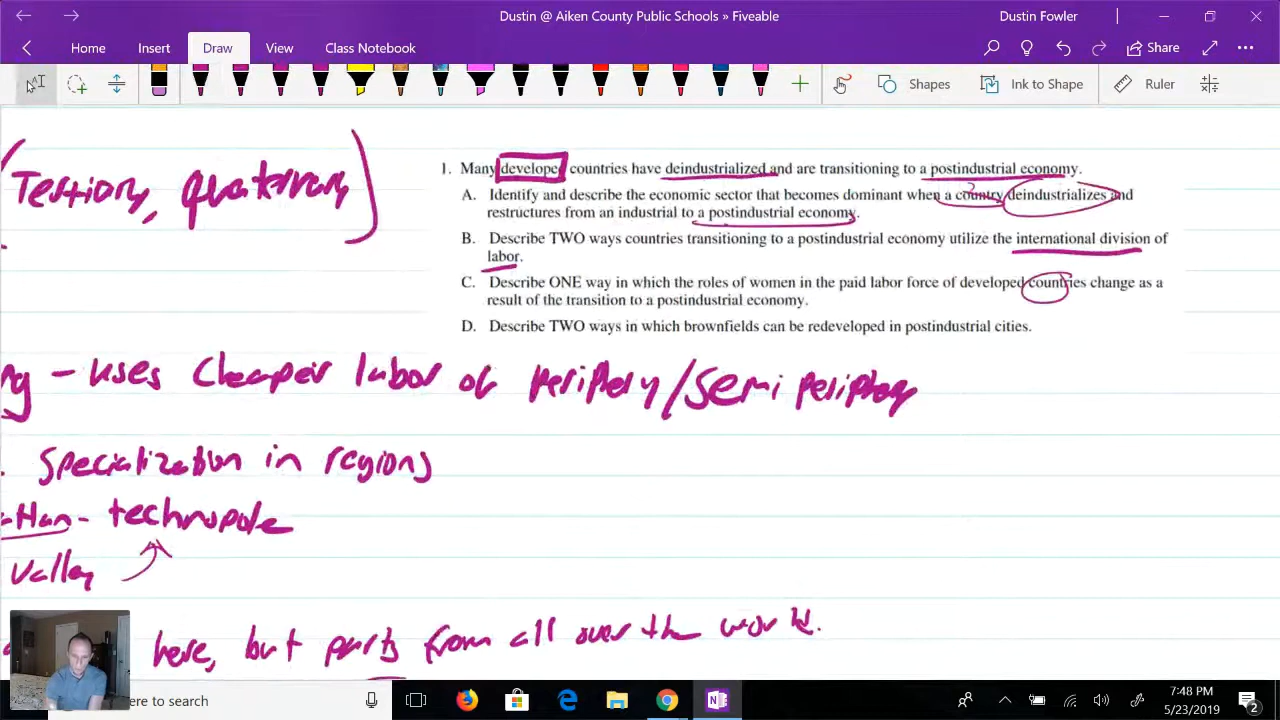 Dustin @ Aiken County Public Schools » Fiveable
Dustin Fowler
Home Insert Draw View Class Notebook
Share
Shapes
Ink to Shape
Ruler
(Tertiary, quaternary)
1. Many developed countries have deindustrialized and are transitioning to a postindustrial economy.
A. Identify and describe the economic sector that becomes dominant when a country deindustrializes and
restructures from an industrial to a postindustrial economy.
B. Describe TWO ways countries transitioning to a postindustrial economy utilize the international division of
labor.
C. Describe ONE way in which the roles of women in the paid labor force of developed countries change as a
result of the transition to a postindustrial economy.
D. Describe TWO ways in which brownfields can be redeveloped in postindustrial cities.
ng - uses cheaper labor of Periphery/Semi periphery
. Specialization in regions
- technopole
Valley
here, but parts from all over the world.
ere to search
7:48 PM
5/23/2019
2